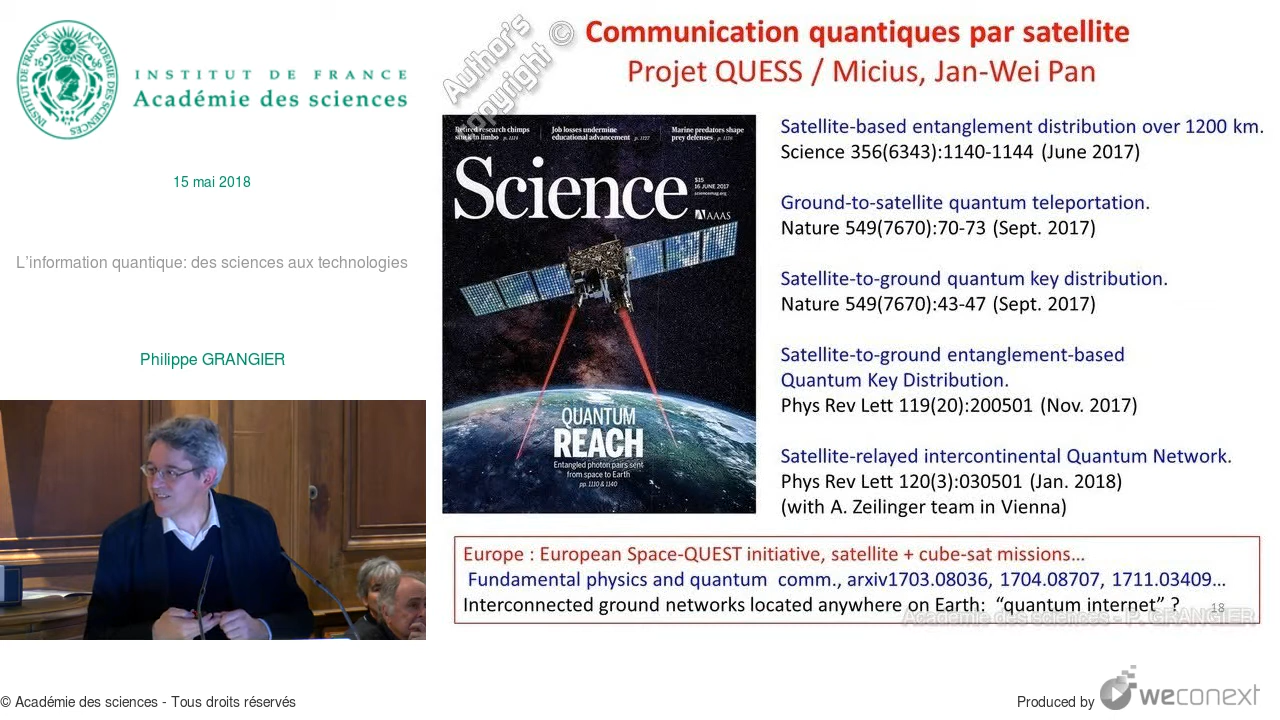 INSTITUT DE FRANCE
Académie des sciences
15 mai 2018
L'information quantique: des sciences aux technologies
Philippe GRANGIER
Author's Copyright ©
Communication quantiques par satellite
Projet QUESS / Micius, Jan-Wei Pan
Retired research chimps stuck in limbo p. 1114
Job losses undermine educational advancement p. 1127
Marine predators shape prey defenses p. 1128
Science
$15
16 JUNE 2017
sciencemag.org
AAAS
QUANTUM
REACH
Entangled photon pairs sent
from space to Earth
pp. 1110 & 1140
Satellite-based entanglement distribution over 1200 km.
Science 356(6343):1140-1144 (June 2017)
Ground-to-satellite quantum teleportation.
Nature 549(7670):70-73 (Sept. 2017)
Satellite-to-ground quantum key distribution.
Nature 549(7670):43-47 (Sept. 2017)
Satellite-to-ground entanglement-based
Quantum Key Distribution.
Phys Rev Lett 119(20):200501 (Nov. 2017)
Satellite-relayed intercontinental Quantum Network.
Phys Rev Lett 120(3):030501 (Jan. 2018)
(with A. Zeilinger team in Vienna)
Europe : European Space-QUEST initiative, satellite + cube-sat missions…
Fundamental physics and quantum comm., arxiv1703.08036, 1704.08707, 1711.03409…
Interconnected ground networks located anywhere on Earth: “quantum internet” ?
18
Académie des sciences - P. GRANGIER
© Académie des sciences - Tous droits réservés
Produced by weconext